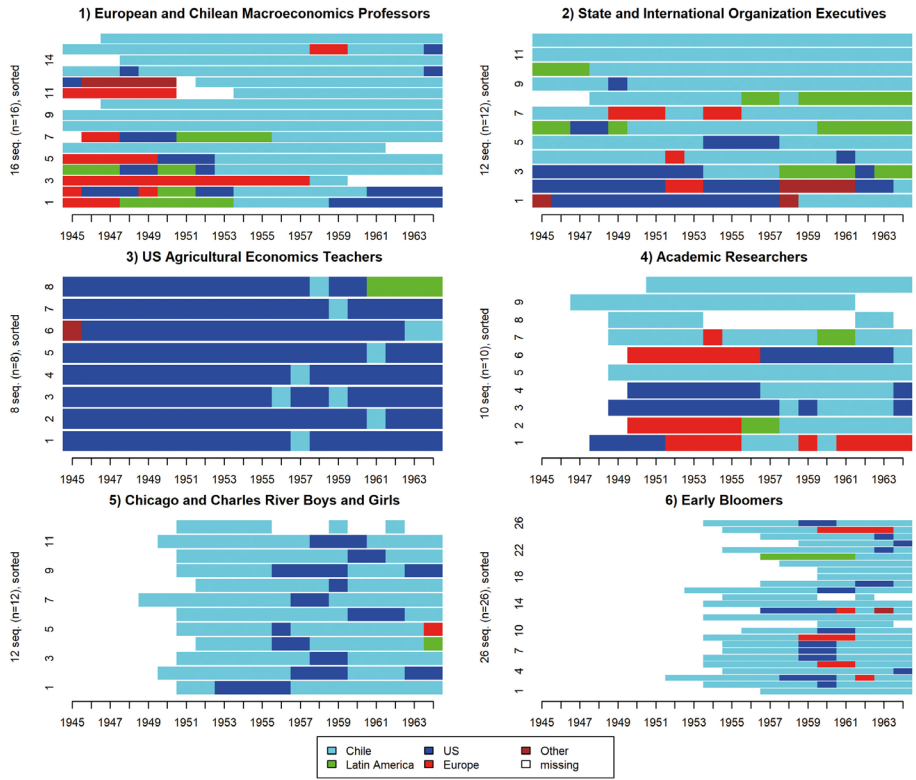 1) European and Chilean Macroeconomics Professors
16 seq. (n=16), sorted
14
11
9
7
5
3
1
1945 1947 1949 1951 1953 1955 1957 1959 1961 1963
2) State and International Organization Executives
12 seq. (n=12), sorted
11
9
7
5
3
1
1945 1947 1949 1951 1953 1955 1957 1959 1961 1963
3) US Agricultural Economics Teachers
8 seq. (n=8), sorted
8
7
6
5
4
3
2
1
1945 1947 1949 1951 1953 1955 1957 1959 1961 1963
4) Academic Researchers
10 seq. (n=10), sorted
9
8
7
6
5
4
3
2
1
1945 1947 1949 1951 1953 1955 1957 1959 1961 1963
5) Chicago and Charles River Boys and Girls
12 seq. (n=12), sorted
11
9
7
5
3
1
1945 1947 1949 1951 1953 1955 1957 1959 1961 1963
6) Early Bloomers
26 seq. (n=26), sorted
26
22
18
14
10
7
4
1
1945 1947 1949 1951 1953 1955 1957 1959 1961 1963
Chile US Other
Latin America Europe missing